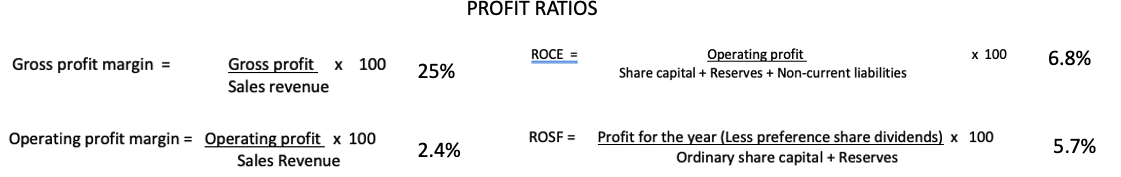 PROFIT RATIOS
Gross profit margin = Gross profit x 100 25%
Sales revenue
ROCE = Operating profit x 100 6.8%
Share capital + Reserves + Non-current liabilities
Operating profit margin = Operating profit x 100 2.4%
Sales Revenue
ROSF = Profit for the year (Less preference share dividends) x 100 5.7%
Ordinary share capital + Reserves